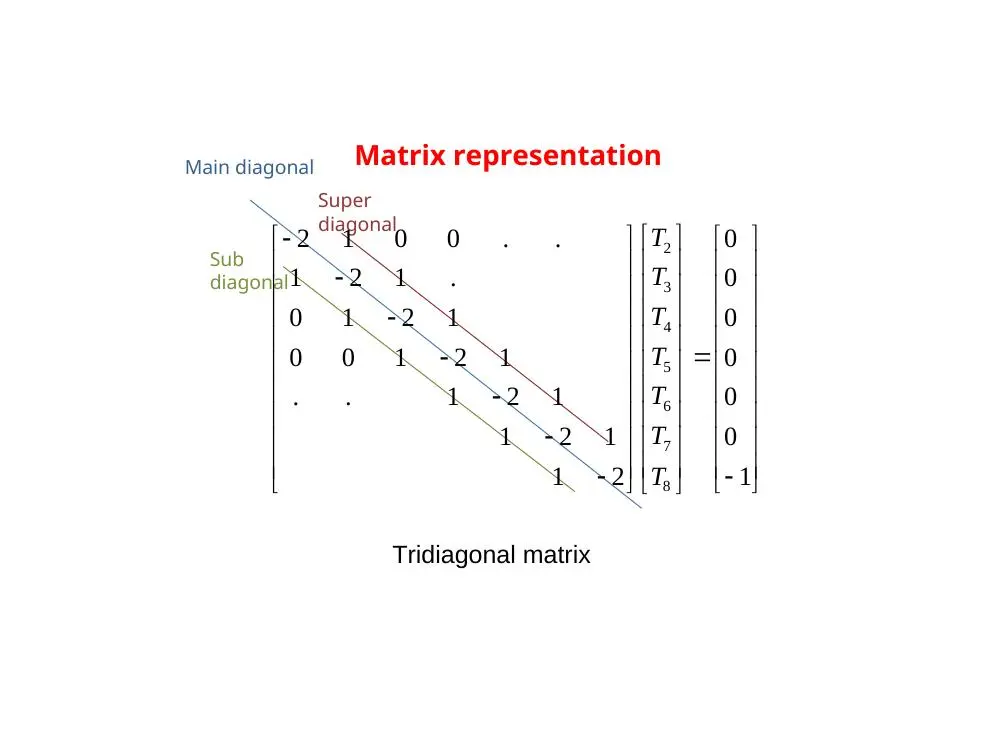 Matrix representation
Main diagonal
Super
diagonal
Sub
diagonal
-2 1 0 0 . . T2 0
1 -2 1 . T3 0
0 1 -2 1 T4 0
0 0 1 -2 1 T5 = 0
. . 1 -2 1 T6 0
1 -2 1 T7 0
1 -2 T8 -1
Tridiagonal matrix